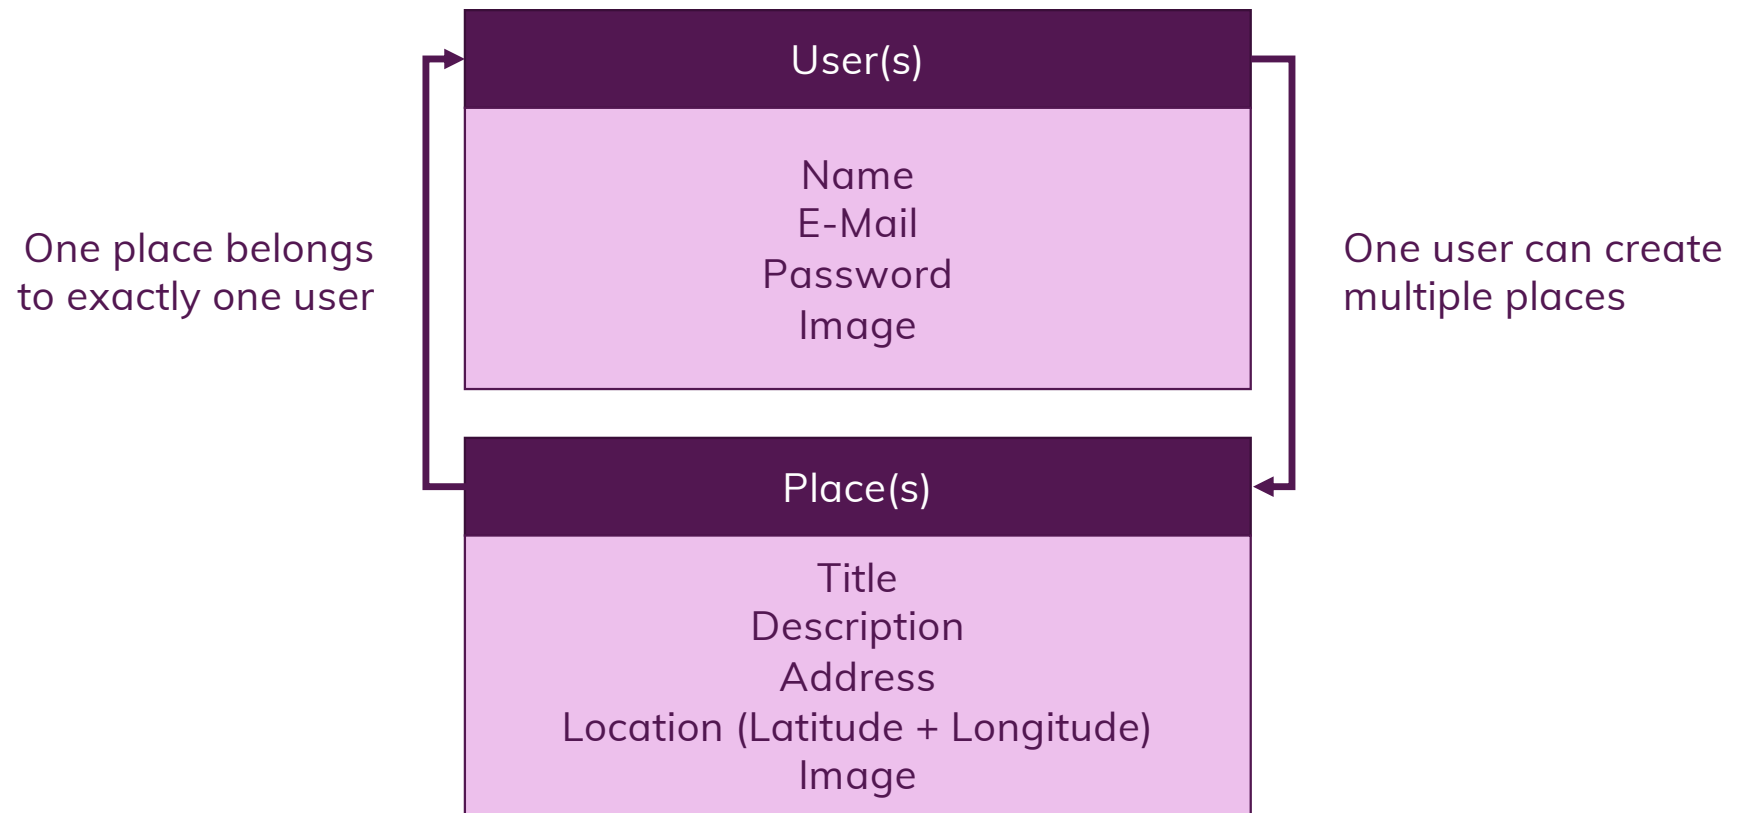 User(s)
Name
E-Mail
Password
Image
One place belongs
to exactly one user
One user can create
multiple places
Place(s)
Title
Description
Address
Location (Latitude + Longitude)
Image